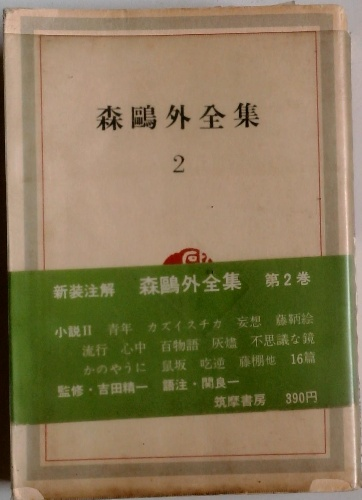 森鷗外全集
2
新装注解 森鷗外全集 第2巻
小説II 青年 カズイスチカ 妄想 藤鞆絵
流行 心中 百物語 灰燼 不思議な鏡
かのやうに 鼠坂 吃逆 藤棚他 16篇
監修・吉田精一 語注・関良一
筑摩書房 390円